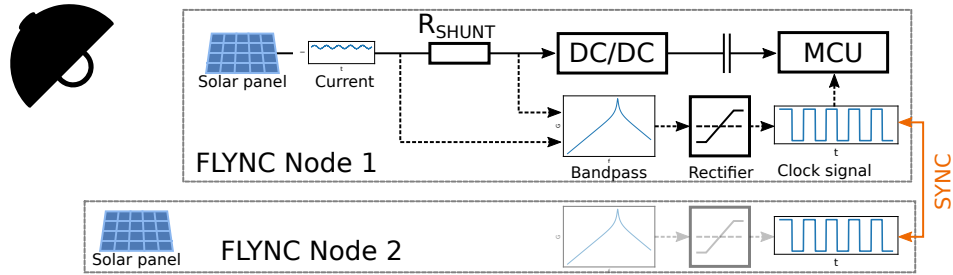 R_SHUNT
DC/DC
MCU
Solar panel
Current
t
G
f
t
FLYNC Node 1
Bandpass
Rectifier
Clock signal
SYNC
Solar panel
FLYNC Node 2
G
t